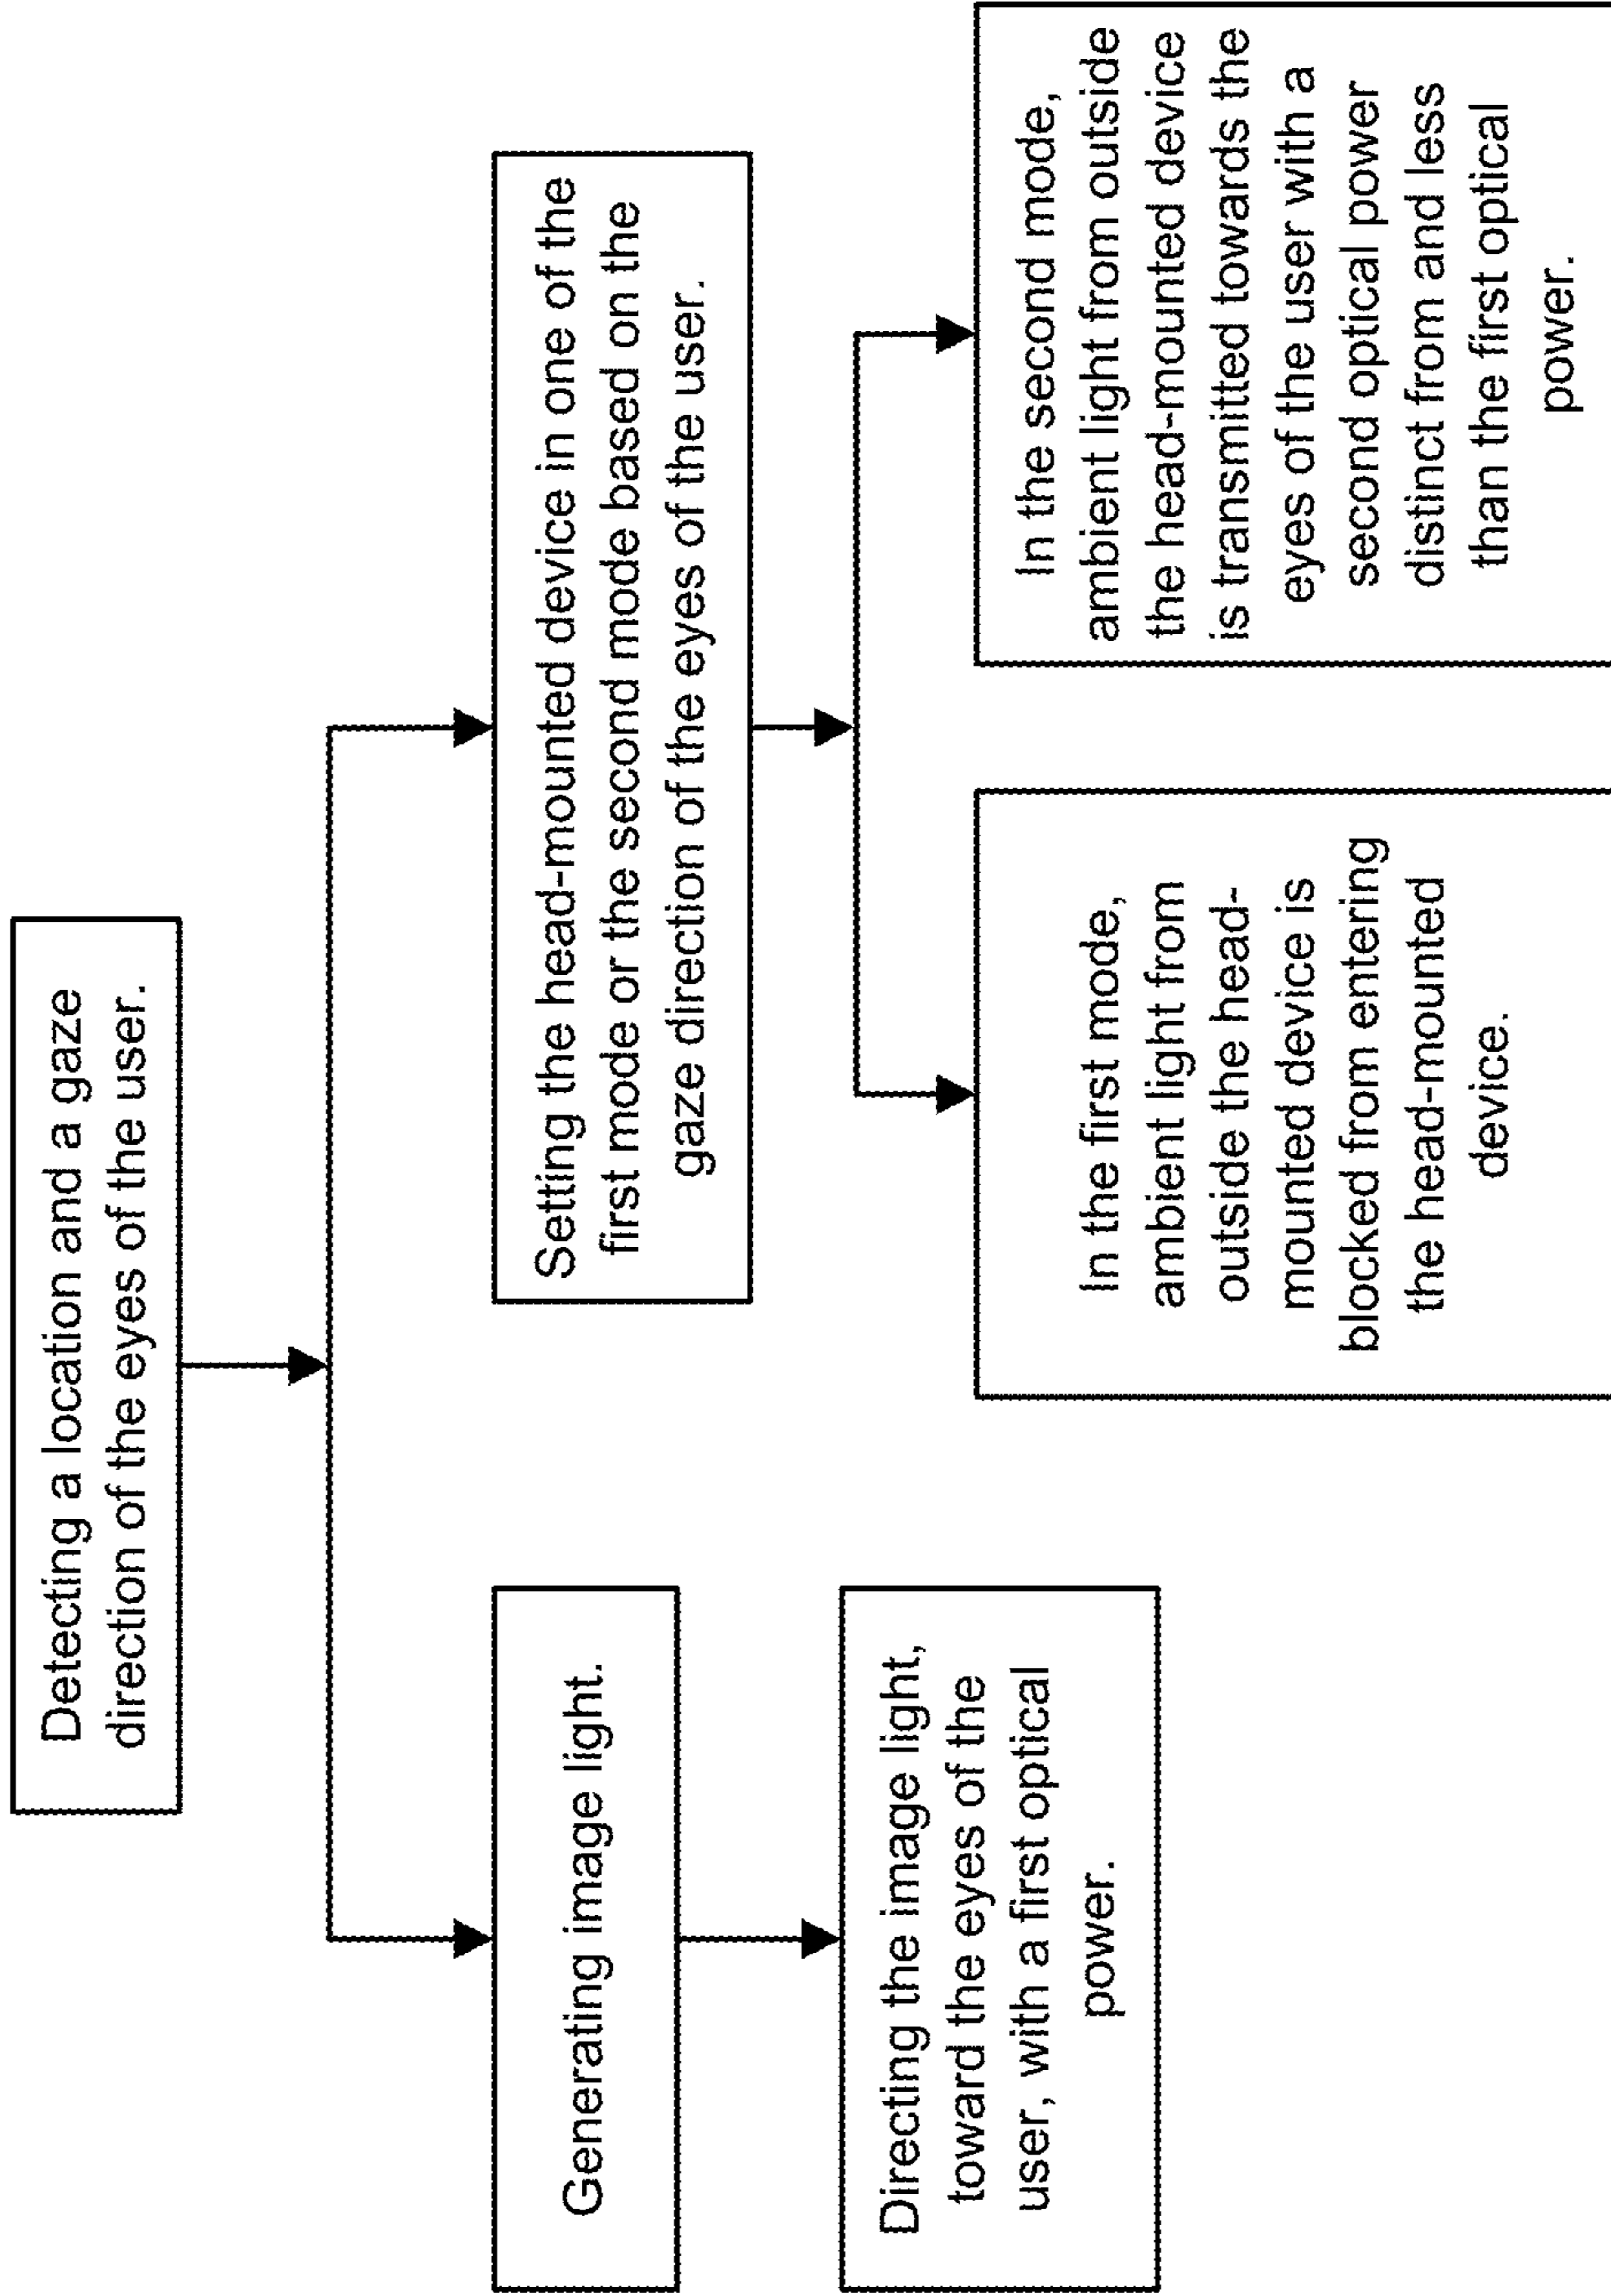 Detecting a location and a gaze
direction of the eyes of the user.
Generating image light.
Directing the image light,
toward the eyes of the
user, with a first optical
power.
Setting the head-mounted device in one of the
first mode or the second mode based on the
gaze direction of the eyes of the user.
In the first mode,
ambient light from
outside the head-
mounted device is
blocked from entering
the head-mounted
device.
In the second mode,
ambient light from outside
the head-mounted device
is transmitted towards the
eyes of the user with a
second optical power
distinct from and less
than the first optical
power.